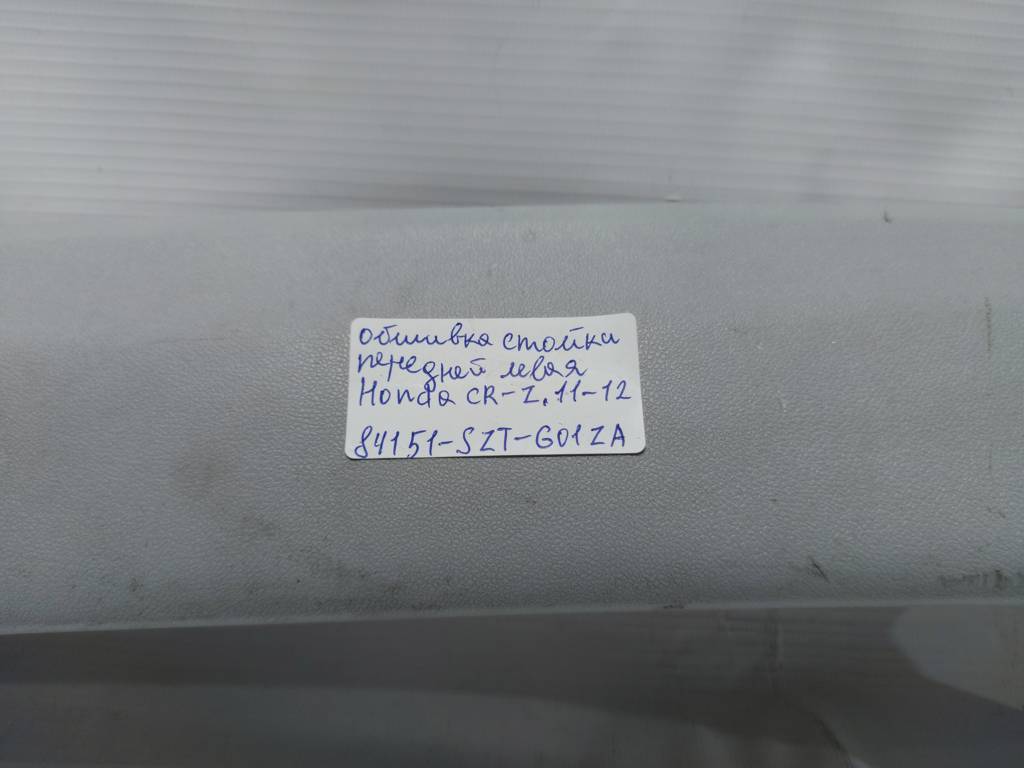 обшивка стойки
передней левая
Honda CR-Z. 11-12
84151-SZT-G01ZA